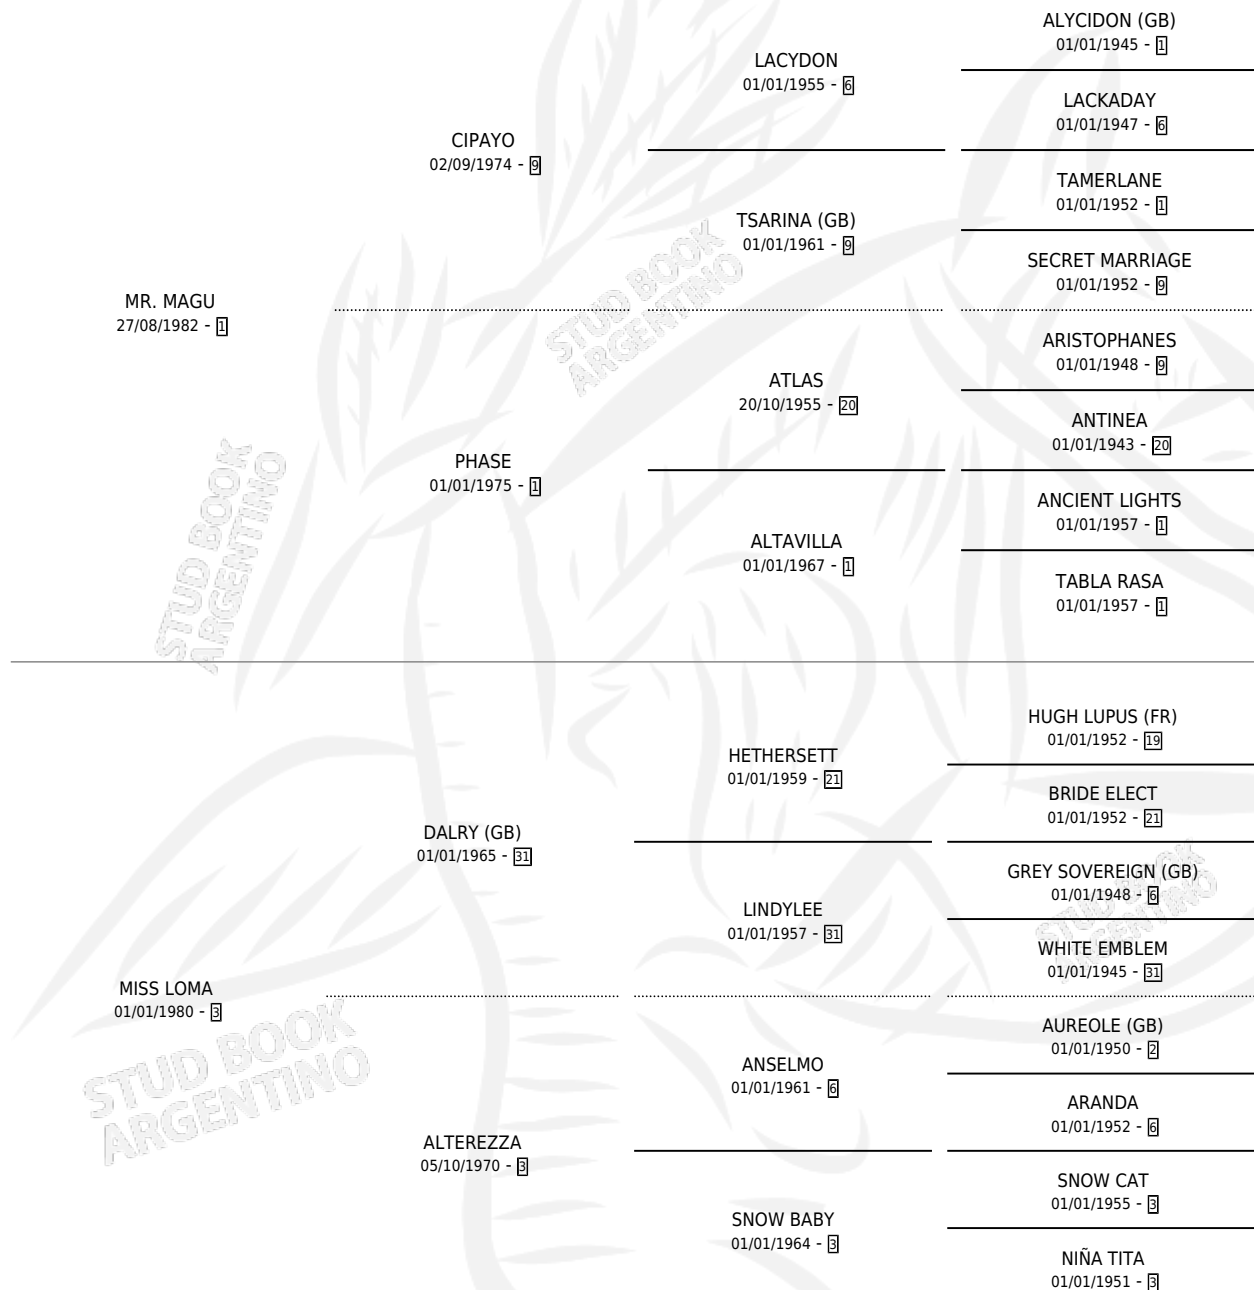 ALYCIDON (GB)
01/01/1945 - 1
LACYDON
01/01/1955 - 6
LACKADAY
01/01/1947 - 6
CIPAYO
02/09/1974 - 9
TAMERLANE
01/01/1952 - 1
TSARINA (GB)
01/01/1961 - 9
SECRET MARRIAGE
01/01/1952 - 9
MR. MAGU
27/08/1982 - 1
ARISTOPHANES
01/01/1948 - 9
ATLAS
20/10/1955 - 20
ANTINEA
01/01/1943 - 20
PHASE
01/01/1975 - 1
ANCIENT LIGHTS
01/01/1957 - 1
ALTAVILLA
01/01/1967 - 1
TABLA RASA
01/01/1957 - 1
HUGH LUPUS (FR)
01/01/1952 - 19
HETHERSETT
01/01/1959 - 21
BRIDE ELECT
01/01/1952 - 21
DALRY (GB)
01/01/1965 - 31
GREY SOVEREIGN (GB)
01/01/1948 - 6
LINDYLEE
01/01/1957 - 31
WHITE EMBLEM
01/01/1945 - 31
MISS LOMA
01/01/1980 - 3
AUREOLE (GB)
01/01/1950 - 2
ANSELMO
01/01/1961 - 6
ARANDA
01/01/1952 - 6
ALTEREZZA
05/10/1970 - 3
SNOW CAT
01/01/1955 - 3
SNOW BABY
01/01/1964 - 3
NIÑA TITA
01/01/1951 - 3
STUD BOOK
ARGENTINO
STUD BOOK
ARGENTINO
STUD BOOK
ARGENTINO
STUD BOOK
ARGENTINO